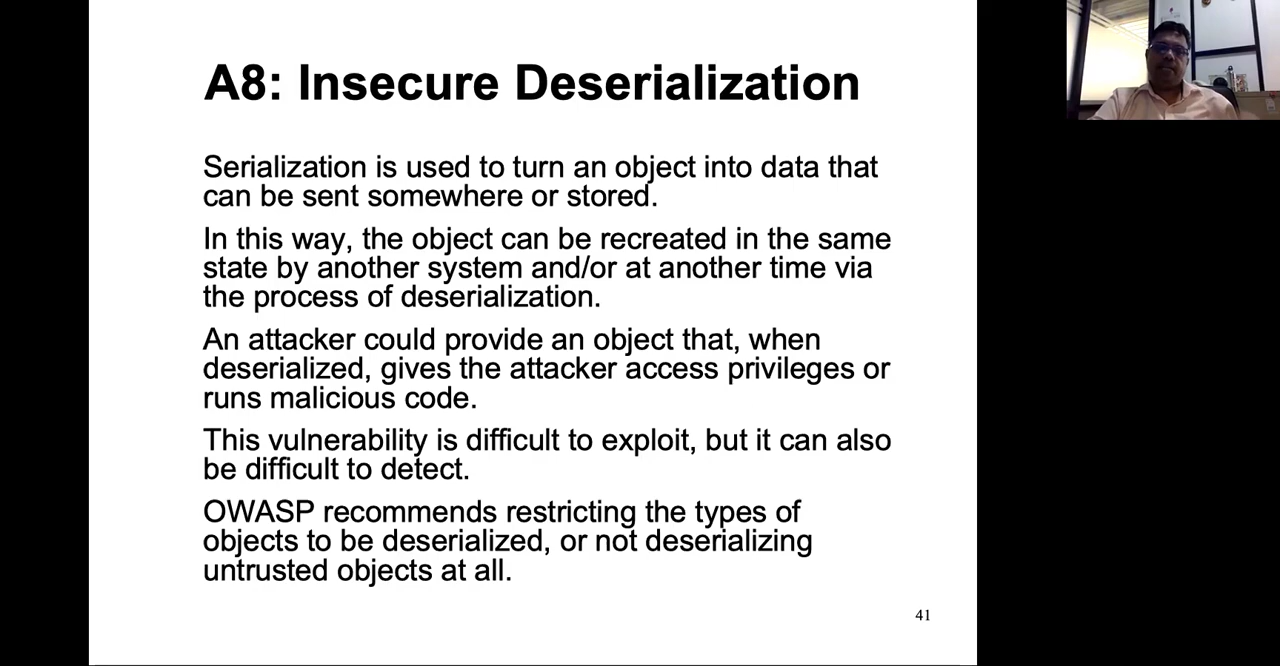 A8: Insecure Deserialization
Serialization is used to turn an object into data that
can be sent somewhere or stored.
In this way, the object can be recreated in the same
state by another system and/or at another time via
the process of deserialization.
An attacker could provide an object that, when
deserialized, gives the attacker access privileges or
runs malicious code.
This vulnerability is difficult to exploit, but it can also
be difficult to detect.
OWASP recommends restricting the types of
objects to be deserialized, or not deserializing
untrusted objects at all.
41